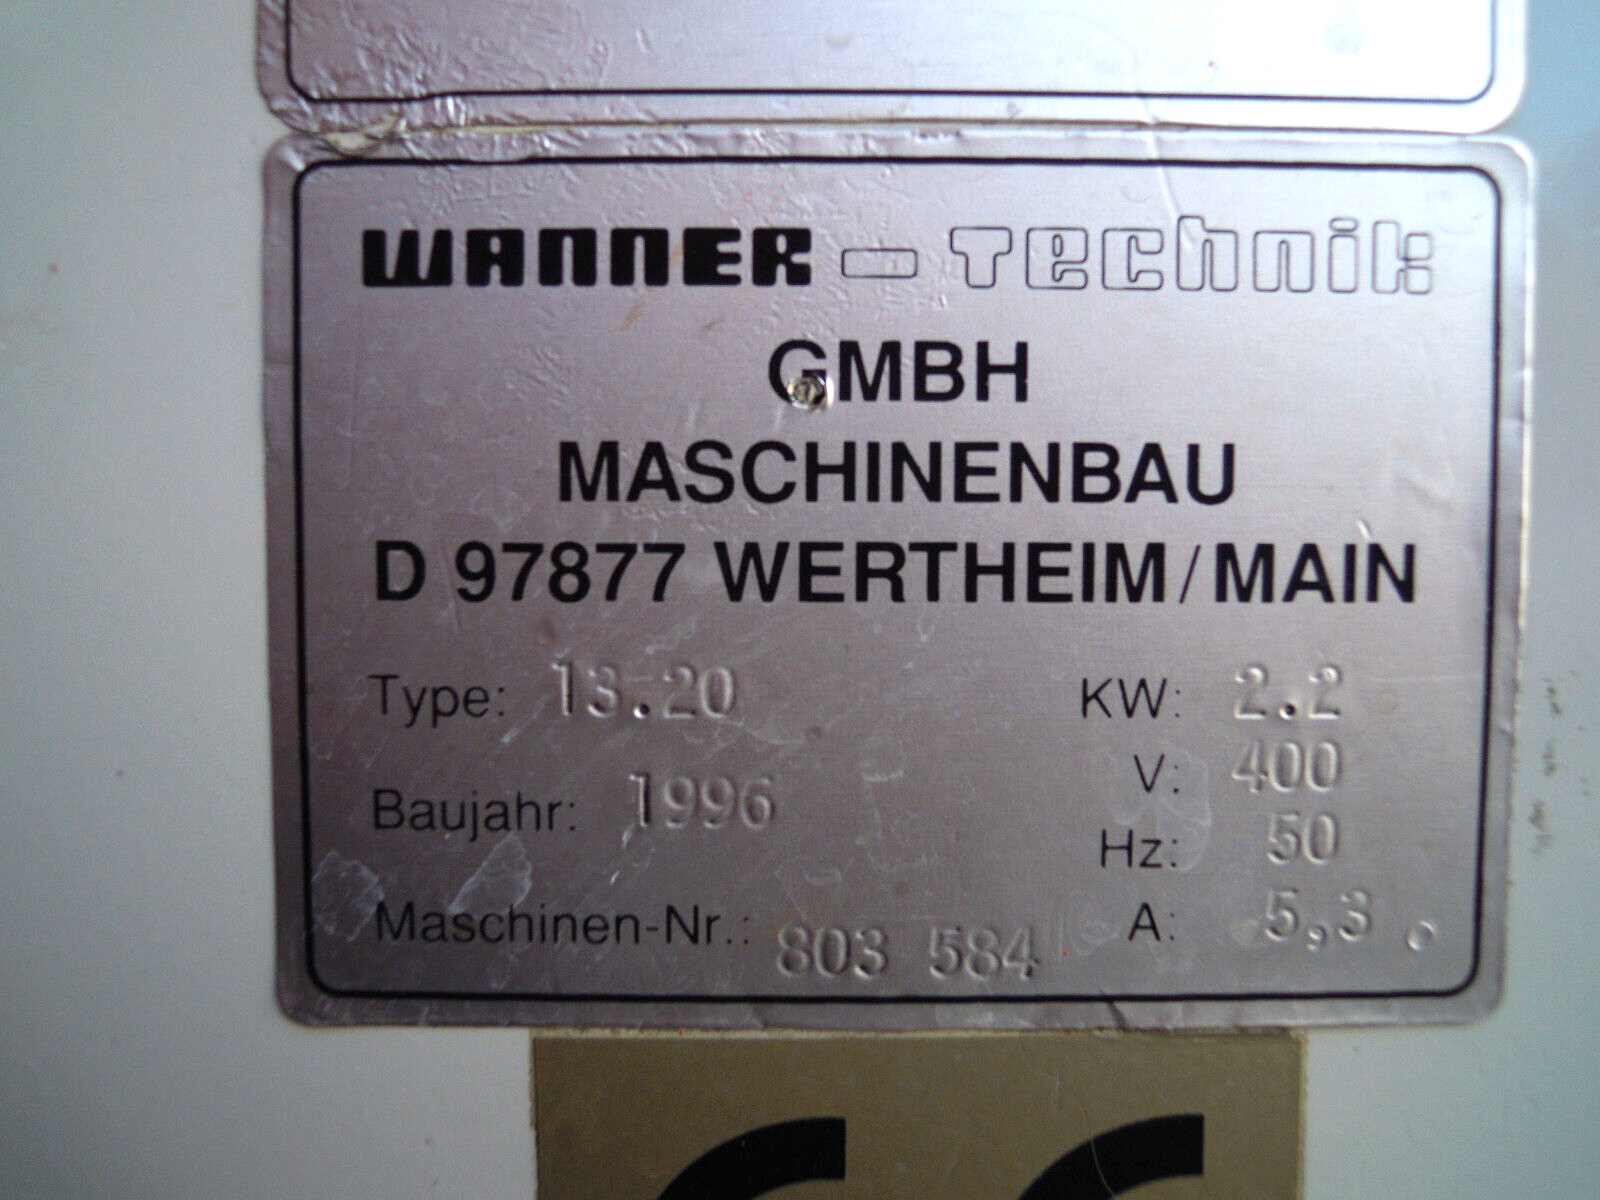 WANNER - Technik
GMBH
MASCHINENBAU
D 97877 WERTHEIM/MAIN
Type: 13.20 KW: 2.2
V: 400
Baujahr: 1996
Hz: 50
Maschinen-Nr.: 803 584 A: 5,3.
CE